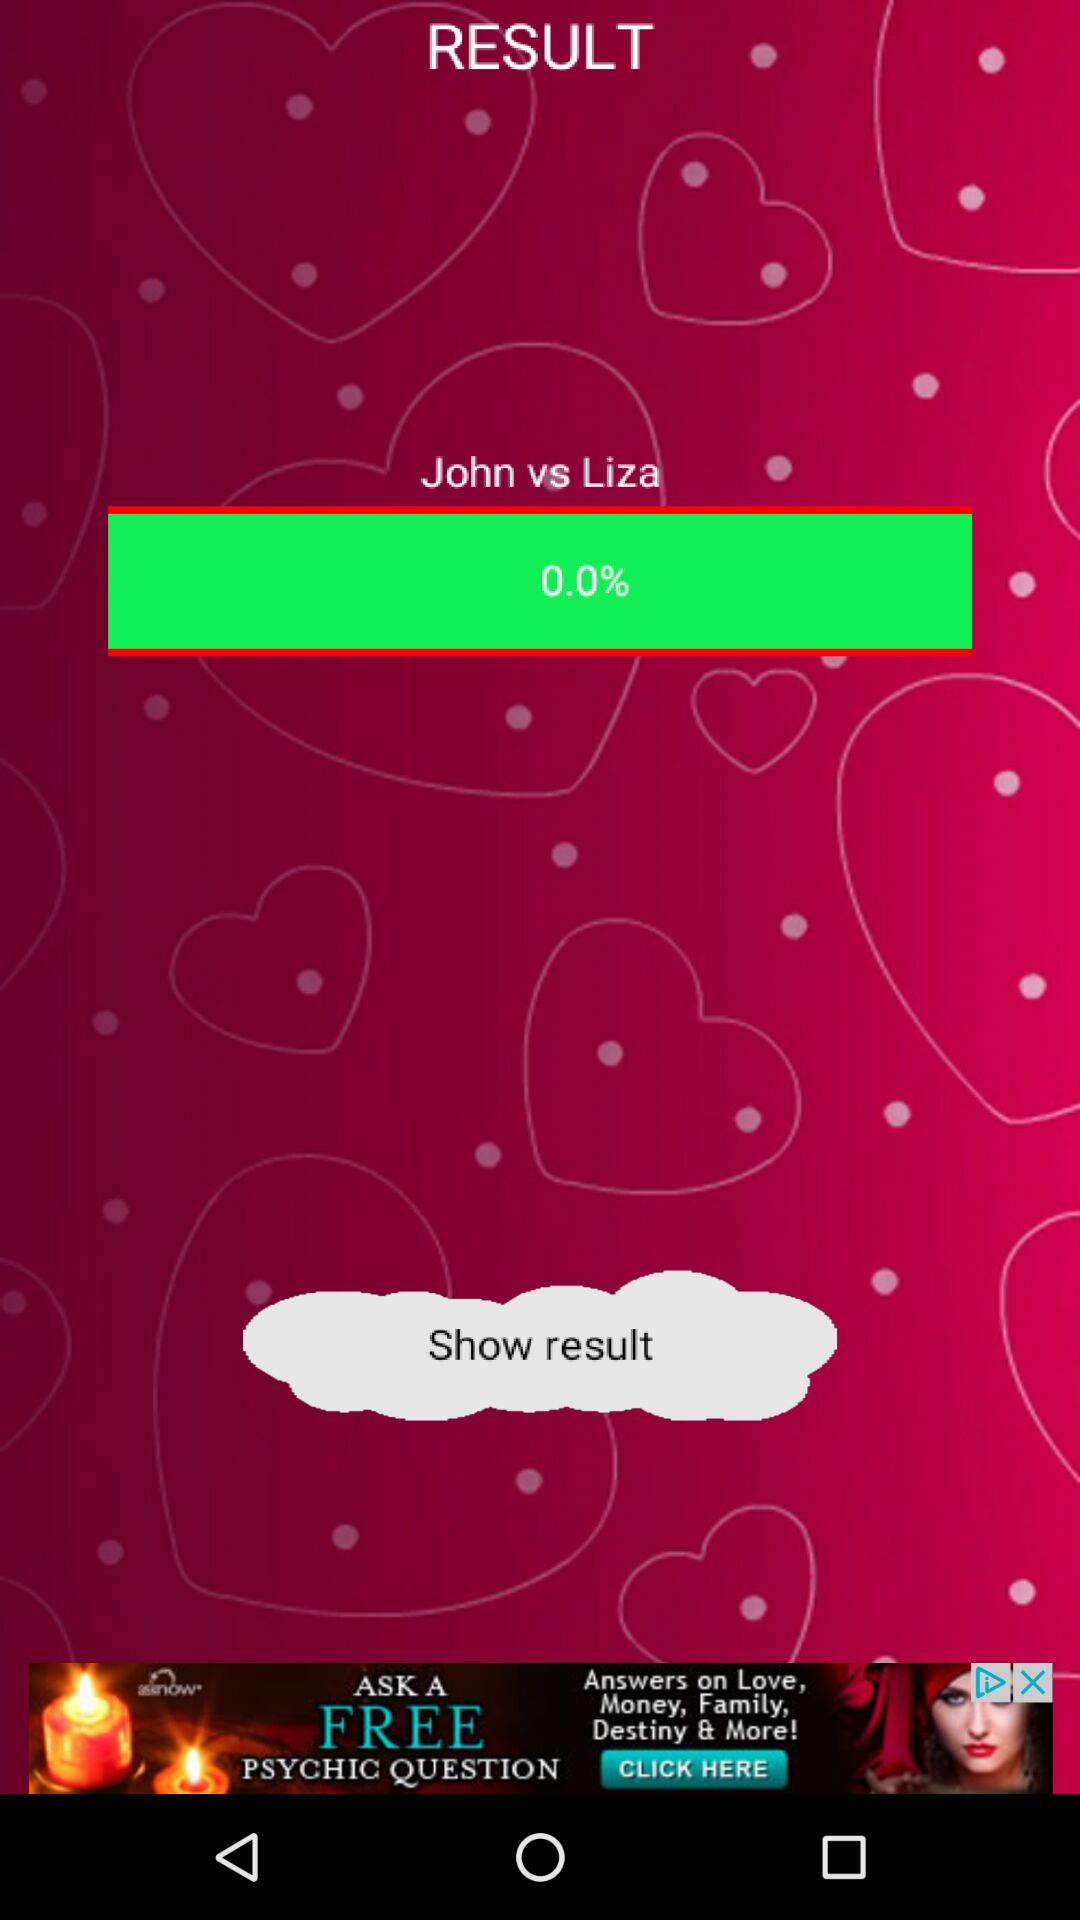 RESULT
John vs Liza
0.0%
Show result
asknow
ASK A
FREE
PSYCHIC QUESTION
Answers on Love,
Money, Family,
Destiny & More!
CLICK HERE